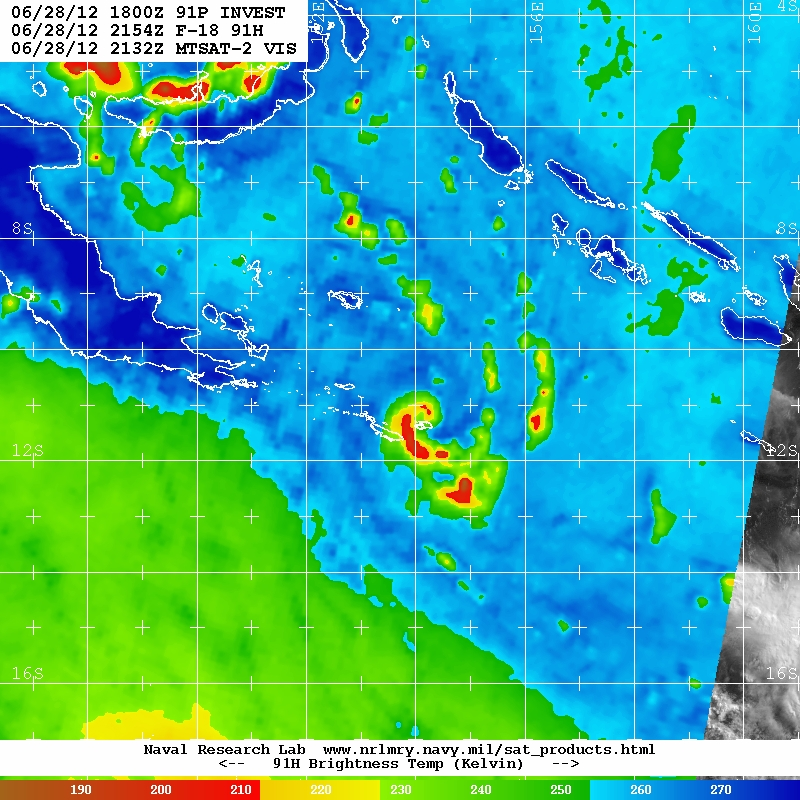 06/28/12 1800Z 91P INVEST
06/28/12 2154Z F-18 91H
06/28/12 2132Z MTSAT-2 VIS
156E
160E
4S
8S
8S
12S
12S
16S
16S
Naval Research Lab www.nrlmry.navy.mil/sat_products.html
<-- 91H Brightness Temp (Kelvin) -->
190 200 210 220 230 240 250 260 270